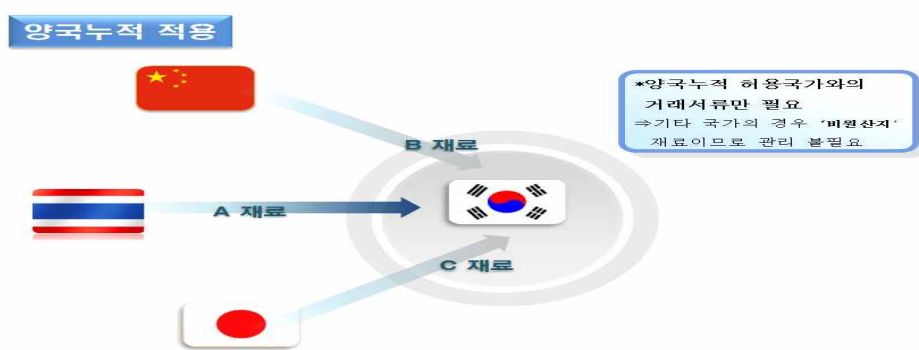 양국누적 적용
*양국누적 허용국가와의
거래서류만 필요
⇒기타 국가의 경우 '비원산지'
재료이므로 관리 불필요
B 재료
A 재료
C 재료